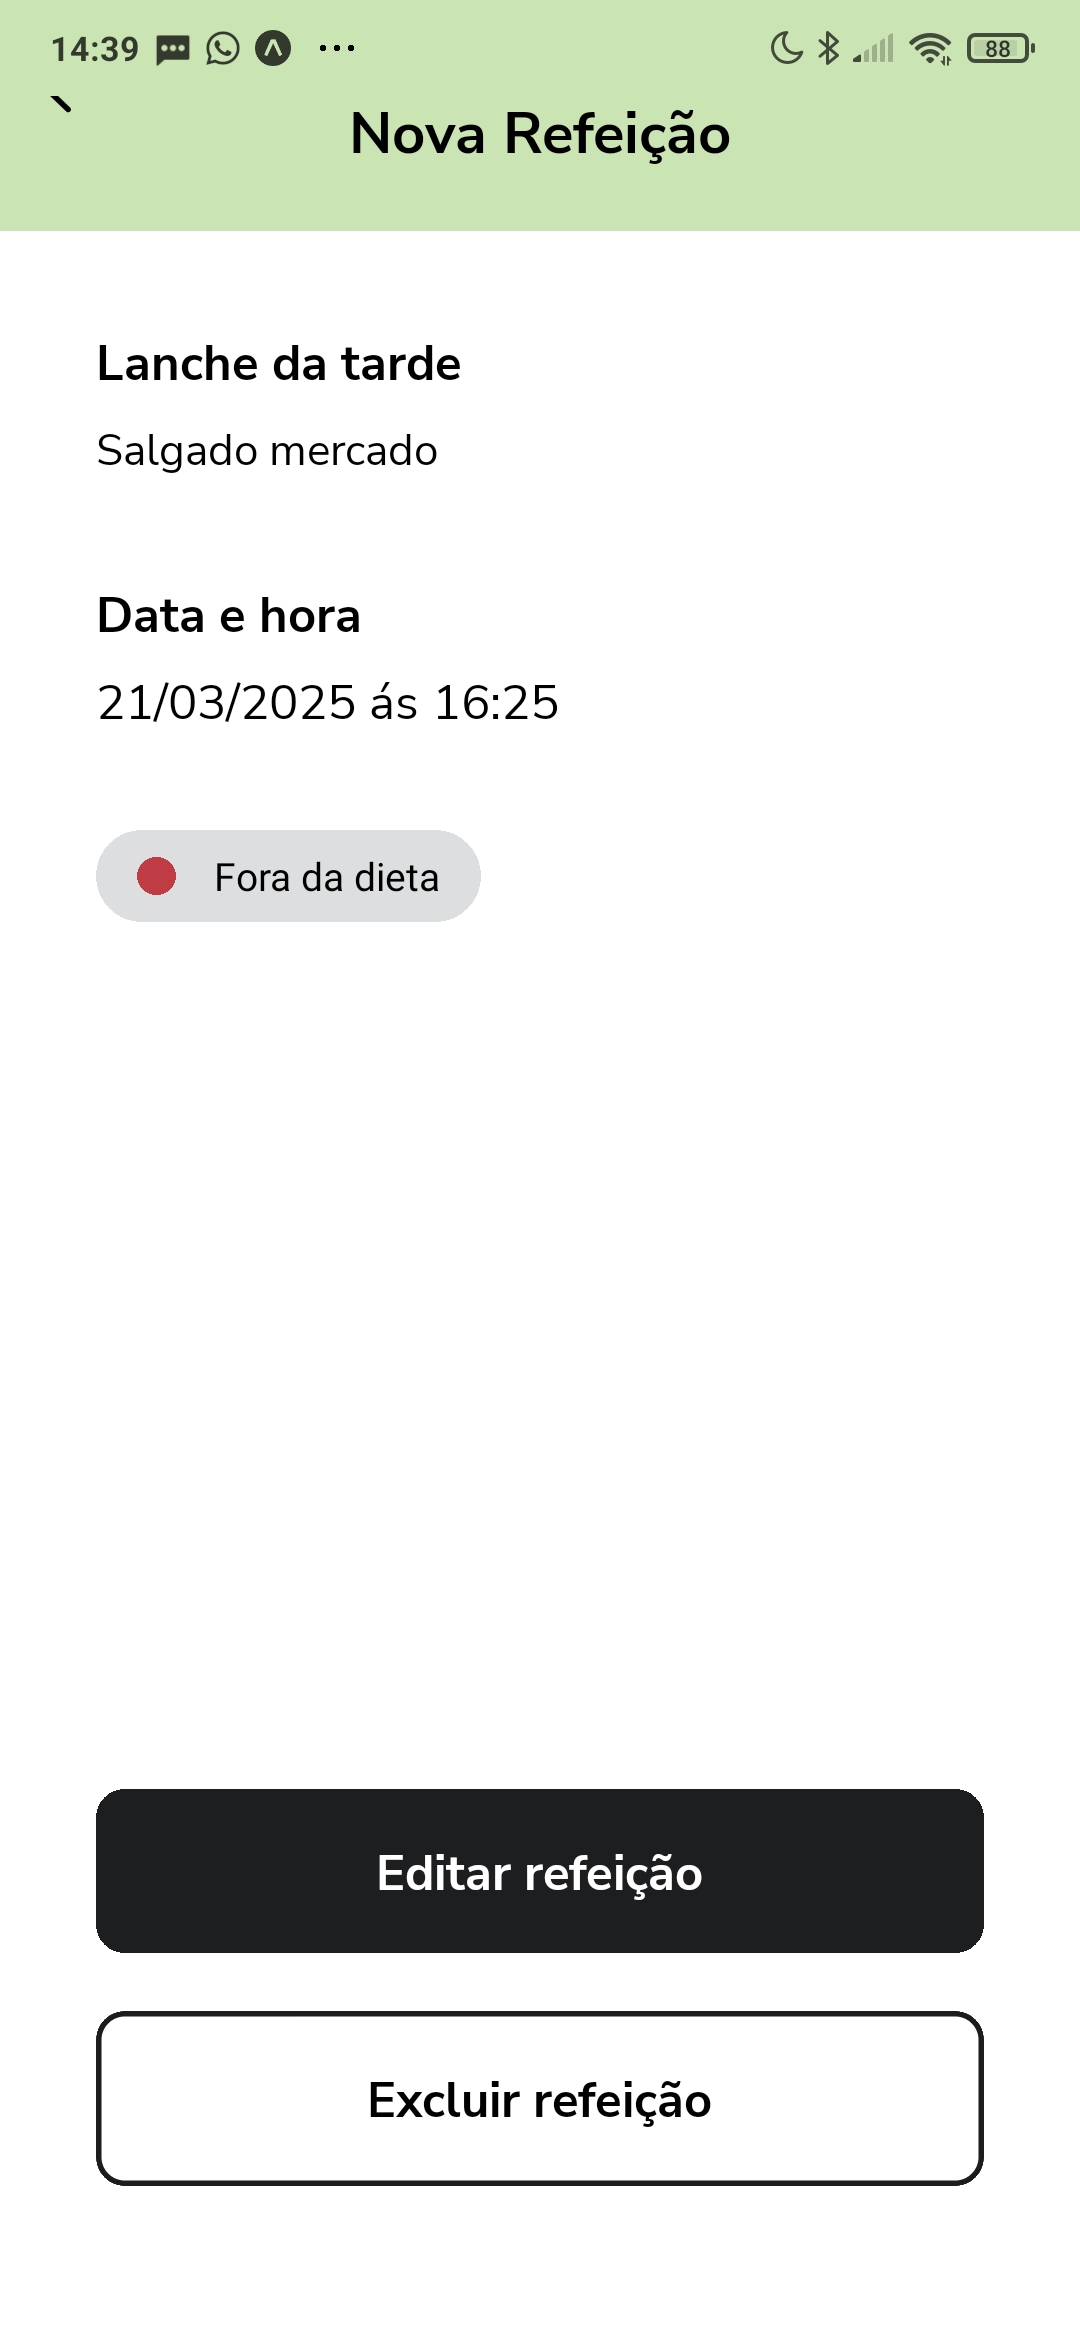 14:39
88
Nova Refeição
Lanche da tarde
Salgado mercado
Data e hora
21/03/2025 ás 16:25
Fora da dieta
Editar refeição
Excluir refeição